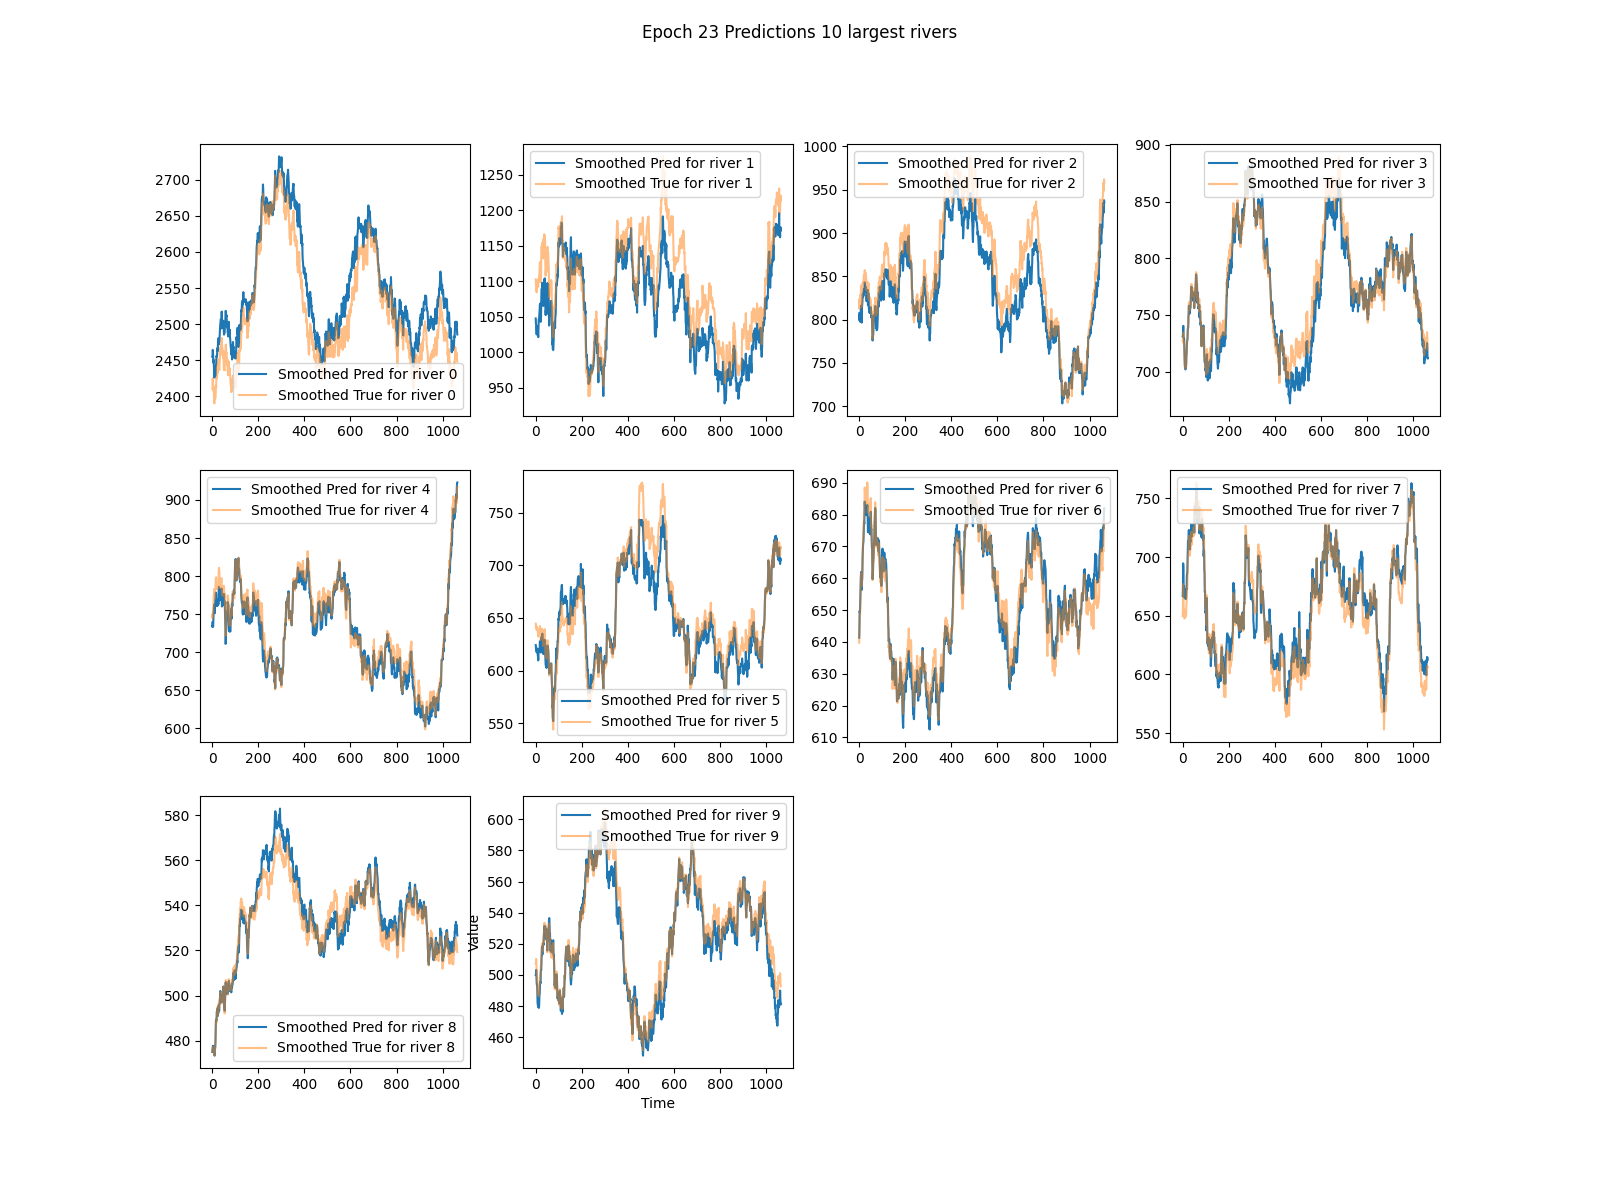 Epoch 23 Predictions 10 largest rivers
2700
2650
2600
2550
2500
2450
2400
Smoothed Pred for river 0
Smoothed True for river 0
0 200 400 600 800 1000
1250
1200
1150
1100
1050
1000
950
Smoothed Pred for river 1
Smoothed True for river 1
0 200 400 600 800 1000
1000
950
900
850
800
750
700
Smoothed Pred for river 2
Smoothed True for river 2
0 200 400 600 800 1000
900
850
800
750
700
Smoothed Pred for river 3
Smoothed True for river 3
0 200 400 600 800 1000
900
850
800
750
700
650
600
Smoothed Pred for river 4
Smoothed True for river 4
0 200 400 600 800 1000
750
700
650
600
550
Smoothed Pred for river 5
Smoothed True for river 5
0 200 400 600 800 1000
690
680
670
660
650
640
630
620
610
Smoothed Pred for river 6
Smoothed True for river 6
0 200 400 600 800 1000
750
700
650
600
550
Smoothed Pred for river 7
Smoothed True for river 7
0 200 400 600 800 1000
580
560
540
520
500
480
Smoothed Pred for river 8
Smoothed True for river 8
0 200 400 600 800 1000
Value
600
580
560
540
520
500
480
460
Smoothed Pred for river 9
Smoothed True for river 9
0 200 400 600 800 1000
Time